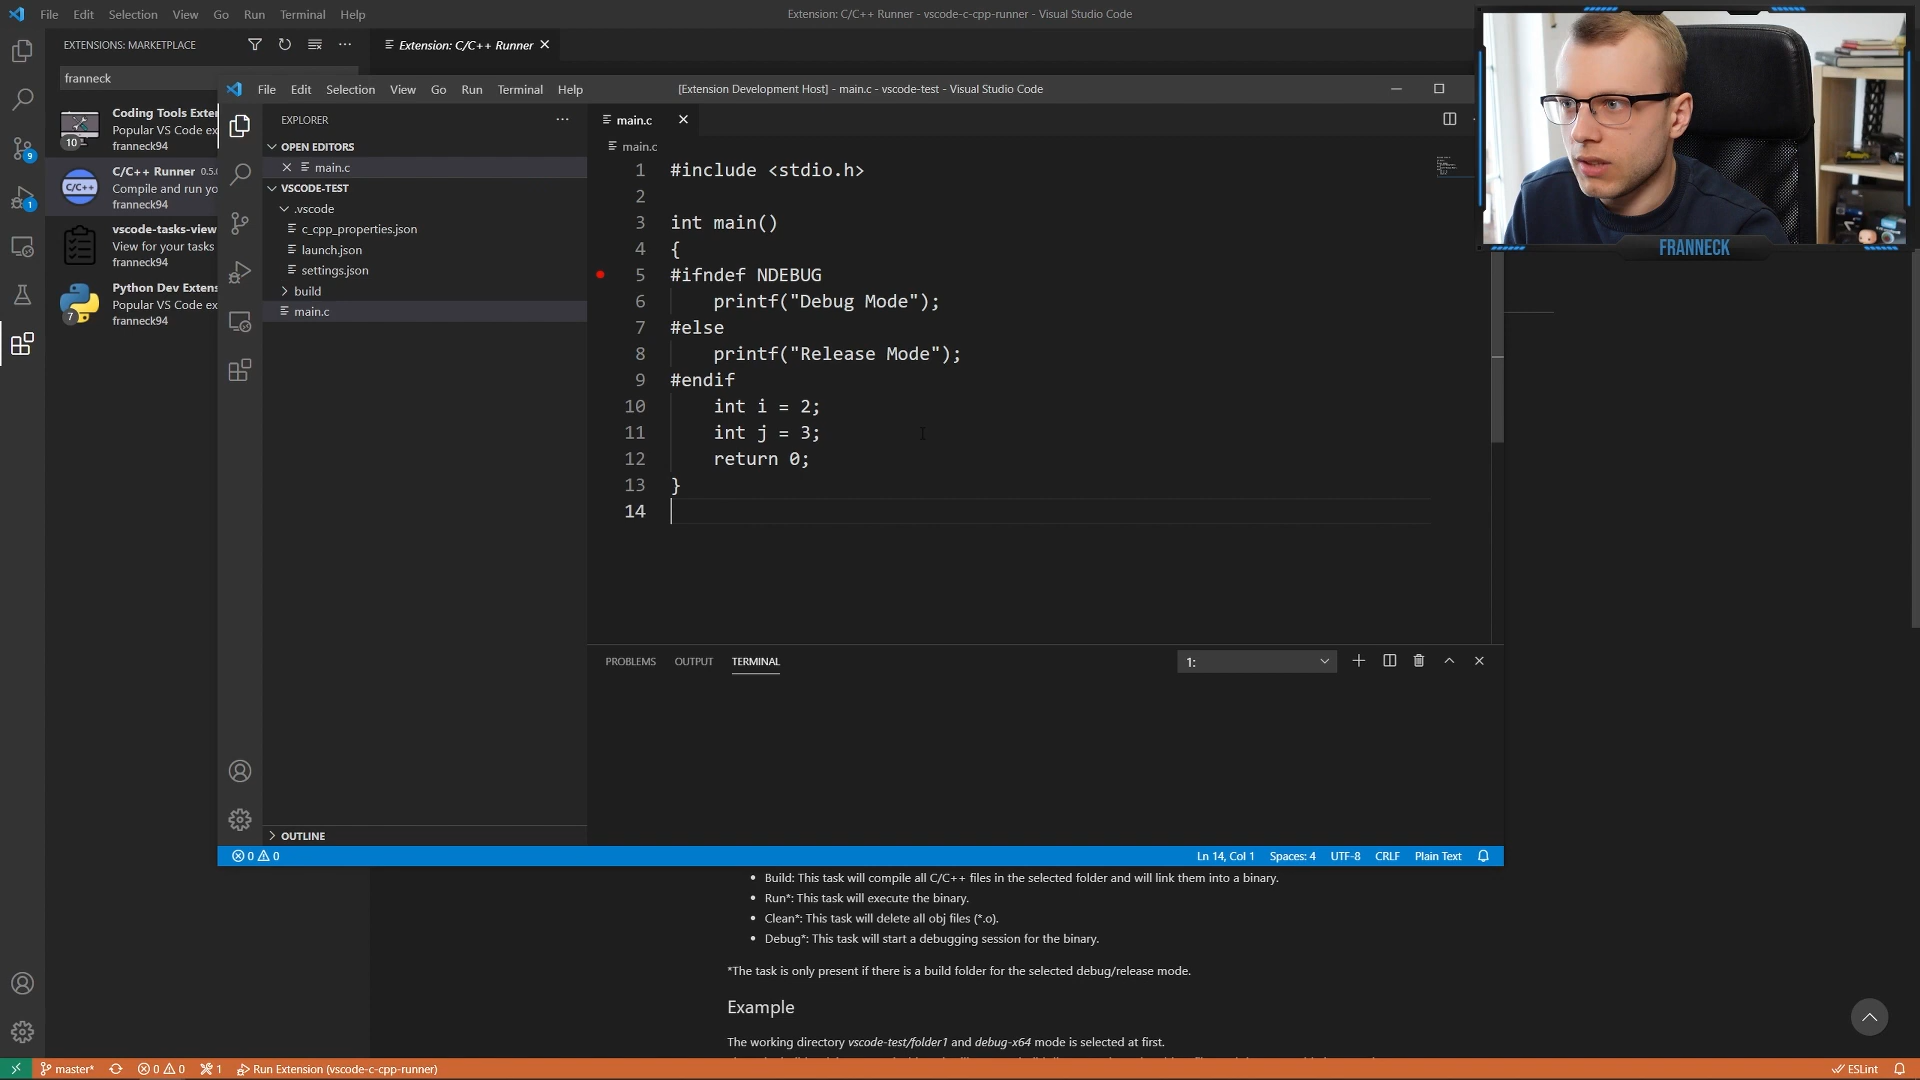 File Edit Selection View Go Run Terminal Help
Extension: C/C++ Runner - vscode-c-cpp-runner - Visual Studio Code
EXTENSIONS: MARKETPLACE
Extension: C/C++ Runner
franneck
Coding Tools Exten
Popular VS Code ex
10
franneck94
C/C++
C/C++ Runner 0.5.0
Compile and run yo
franneck94
vscode-tasks-view
View for your tasks
franneck94
Python Dev Extens
Popular VS Code ex
7
franneck94
9
1
File Edit Selection View Go Run Terminal Help
[Extension Development Host] - main.c - vscode-test - Visual Studio Code
EXPLORER
OPEN EDITORS
main.c
VSCODE-TEST
.vscode
c_cpp_properties.json
launch.json
settings.json
build
main.c
OUTLINE
main.c
main.c
1 #include <stdio.h>
2
3 int main()
4 {
5 #ifndef NDEBUG
6 printf("Debug Mode");
7 #else
8 printf("Release Mode");
9 #endif
10 int i = 2;
11 int j = 3;
12 return 0;
13 }
14
PROBLEMS OUTPUT TERMINAL
1:
0 0
Ln 14, Col 1 Spaces: 4 UTF-8 CRLF Plain Text
FRANNECK
Build: This task will compile all C/C++ files in the selected folder and will link them into a binary.
Run*: This task will execute the binary.
Clean*: This task will delete all obj files (*.o).
Debug*: This task will start a debugging session for the binary.
*The task is only present if there is a build folder for the selected debug/release mode.
Example
The working directory vscode-test/folder1 and debug-x64 mode is selected at first.
master* 0 0 1 Run Extension (vscode-c-cpp-runner)
ESLint